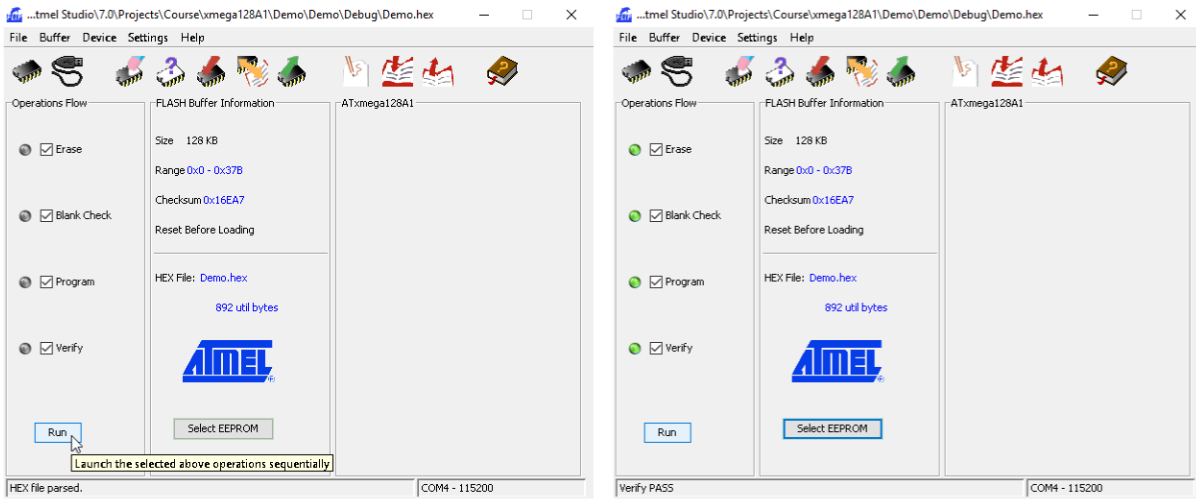 ...tmel Studio\7.0\Projects\Course\xmega128A1\Demo\Demo\Debug\Demo.hex
File Buffer Device Settings Help
Operations Flow
Erase
Blank Check
Program
Verify
Run
Launch the selected above operations sequentially
FLASH Buffer Information
Size 128 KB
Range 0x0 - 0x37B
Checksum 0x16EA7
Reset Before Loading
HEX File: Demo.hex
892 util bytes
ATMEL
®
Select EEPROM
ATxmega128A1
HEX file parsed.
COM4 - 115200
...tmel Studio\7.0\Projects\Course\xmega128A1\Demo\Demo\Debug\Demo.hex
File Buffer Device Settings Help
Operations Flow
Erase
Blank Check
Program
Verify
Run
FLASH Buffer Information
Size 128 KB
Range 0x0 - 0x37B
Checksum 0x16EA7
Reset Before Loading
HEX File: Demo.hex
892 util bytes
ATMEL
®
Select EEPROM
ATxmega128A1
Verify PASS
COM4 - 115200